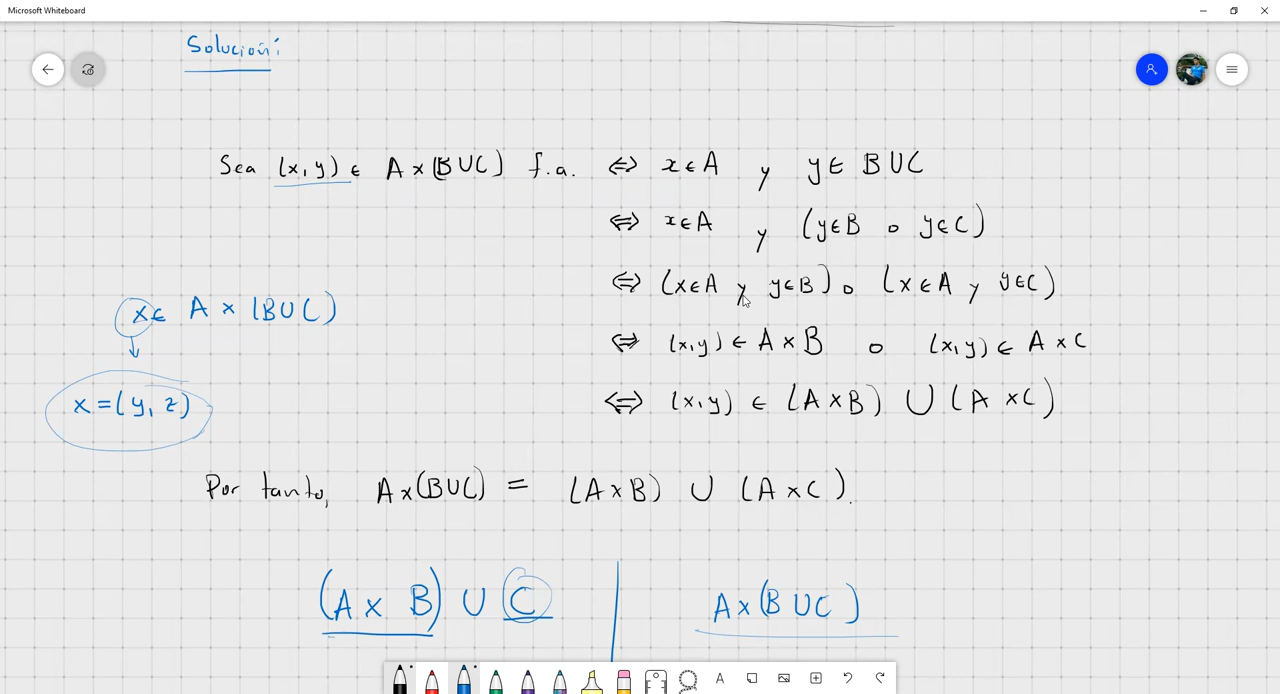 Microsoft Whiteboard
Solución:
Sea (x,y) ∈ A×(B∪C) f.a. ⇔ x∈A y y∈ B∪C
⇔ x∈A y (y∈B o y∈C)
⇔ (x∈A y y∈B) o (x∈A y y∈C)
x∈ A × (B∪C)
⇔ (x,y) ∈ A×B o (x,y) ∈ A×C
x=(y,z)
⇔ (x,y) ∈ (A×B) ∪ (A×C)
Por tanto, A×(B∪C) = (A×B) ∪ (A×C).
(A× B) ∪ C
A×(B∪C)
A